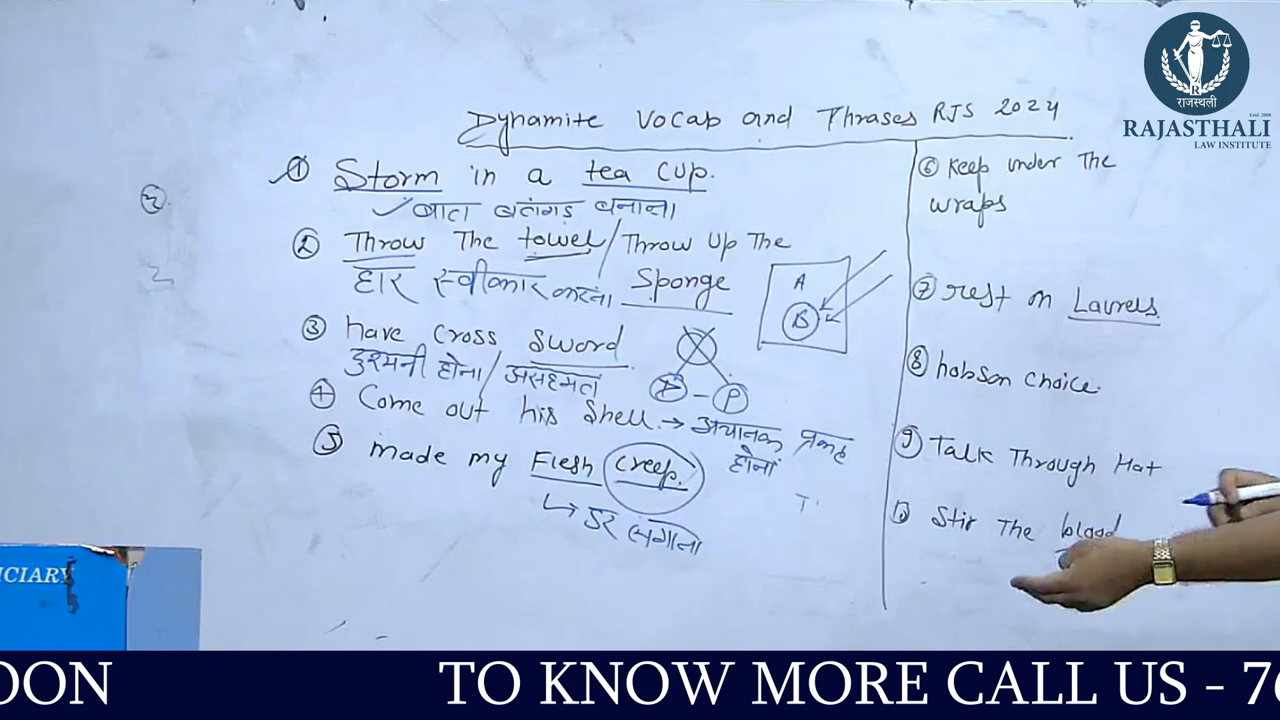 Dynamite Vocab and Phrases RJS 2024
① Storm in a tea cup.
बाता बतंगड़ बनाना
② Throw The towel / Throw Up The
हार स्वीकार करना Sponge
③ have Cross Sword
दुश्मनी होना / असहमत
④ Come out his Shell. → अचानक प्रकट
होना
⑤ made my Flesh Creep.
↳ डर लगाना
A
B
P
⑥ Keep under The
wraps
⑦ rest on Laurels.
⑧ hobson Choice.
⑨ Talk Through Hat
10 Stir The blood
राजस्थली
RAJASTHALI
LAW INSTITUTE
ICIARY
OON TO KNOW MORE CALL US - 7